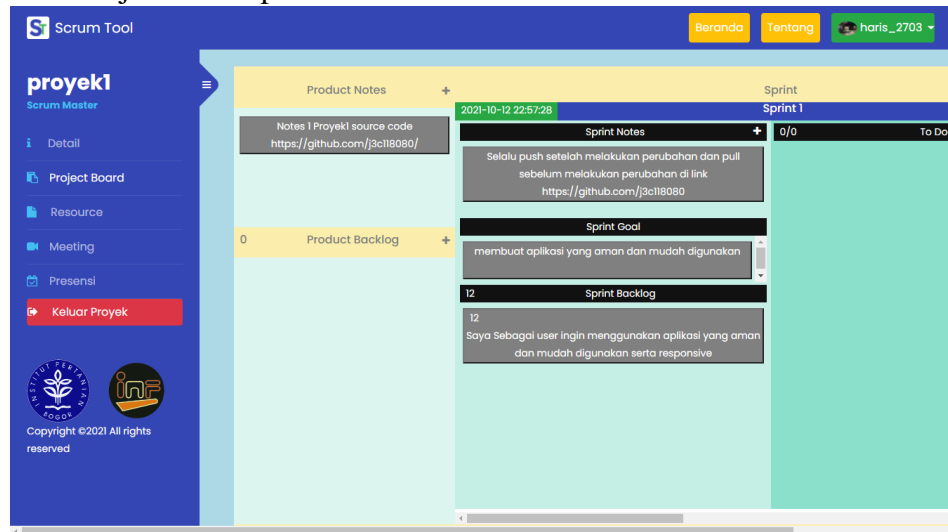 Scrum Tool
Beranda
Tentang
haris_2703
proyek1
Scrum Master
Detail
Project Board
Resource
Meeting
Presensi
Keluar Proyek
INSTITUT PERTANIAN
BOGOR
inf
Copyright ©2021 All rights
reserved
Product Notes +
Notes 1 Proyek1 source code
https://github.com/j3c118080/
0 Product Backlog +
Sprint
2021-10-12 22:57:28
Sprint 1
Sprint Notes +
Selalu push setelah melakukan perubahan dan pull
sebelum melakukan perubahan di link
https://github.com/j3c118080
Sprint Goal
membuat aplikasi yang aman dan mudah digunakan
12 Sprint Backlog
12
Saya Sebagai user ingin menggunakan aplikasi yang aman
dan mudah digunakan serta responsive
0/0 To Do